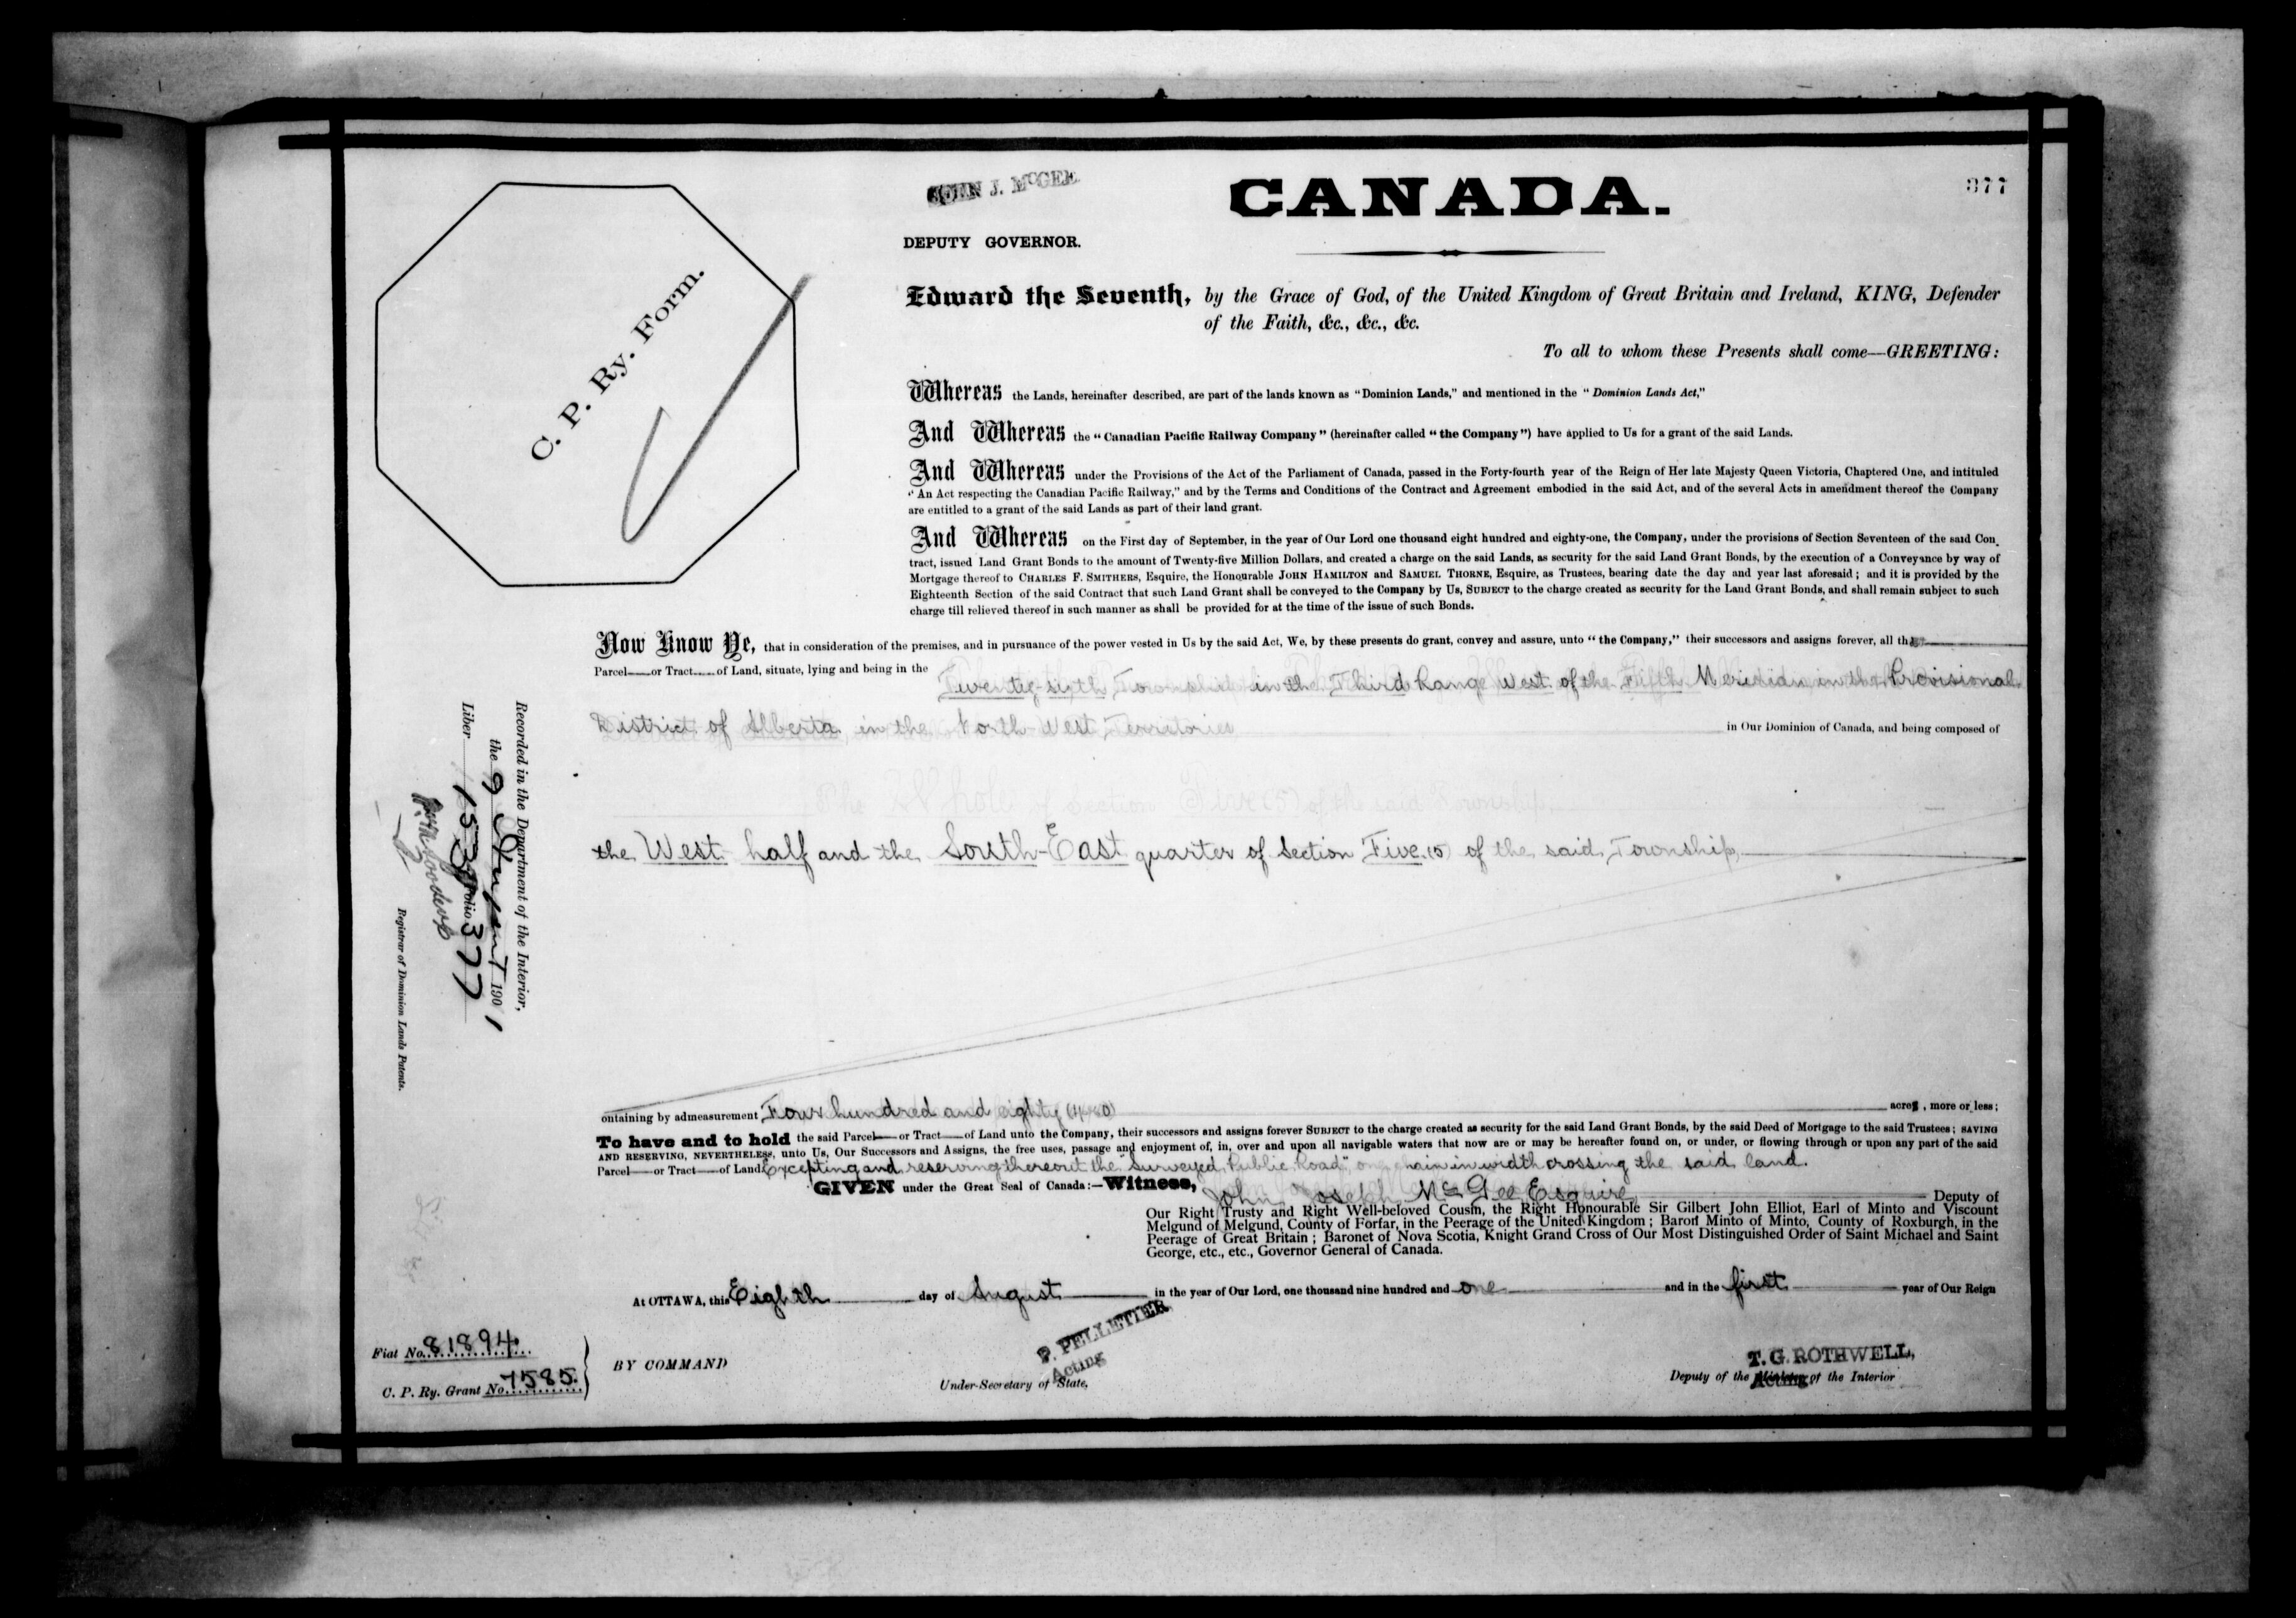 JOHN J. McGEE
CANADA.
377
DEPUTY GOVERNOR.
C. P. Ry. Form.
Edward the Seventh, by the Grace of God, of the United Kingdom of Great Britain and Ireland, KING, Defender
of the Faith, &c., &c., &c.
To all to whom these Presents shall come—GREETING:
Whereas the Lands, hereinafter described, are part of the lands known as "Dominion Lands," and mentioned in the "Dominion Lands Act,"
And Whereas the "Canadian Pacific Railway Company" (hereinafter called "the Company") have applied to Us for a grant of the said Lands.
And Whereas under the Provisions of the Act of the Parliament of Canada, passed in the Forty-fourth year of the Reign of Her late Majesty Queen Victoria, Chaptered One, and intituled
"An Act respecting the Canadian Pacific Railway," and by the Terms and Conditions of the Contract and Agreement embodied in the said Act, and of the several Acts in amendment thereof the Company
are entitled to a grant of the said Lands as part of their land grant.
And Whereas on the First day of September, in the year of Our Lord one thousand eight hundred and eighty-one, the Company, under the provisions of Section Seventeen of the said Con-
tract, issued Land Grant Bonds to the amount of Twenty-five Million Dollars, and created a charge on the said Lands, as security for the said Land Grant Bonds, by the execution of a Conveyance by way of
Mortgage thereof to CHARLES F. SMITHERS, Esquire, the Honourable JOHN HAMILTON and SAMUEL THORNE, Esquire, as Trustees, bearing date the day and year last aforesaid; and it is provided by the
Eighteenth Section of the said Contract that such Land Grant shall be conveyed to the Company by Us, SUBJECT to the charge created as security for the Land Grant Bonds, and shall remain subject to such
charge till relieved thereof in such manner as shall be provided for at the time of the issue of such Bonds.
Now Know Ye, that in consideration of the premises, and in pursuance of the power vested in Us by the said Act, We, by these presents do grant, convey and assure, unto "the Company," their successors and assigns forever, all th
Parcel or Tract of Land, situate, lying and being in the Twenty-sixth Township in the Third Range West of the Fifth Meridian in the Provisional
District of Alberta, in the North-West Territories in Our Dominion of Canada, and being composed of
The Whole of Section Five (5) of the said Township.
the West half and the South-East quarter of Section Five (5) of the said Township
ontaining by admeasurement Four hundred and eighty (480) acres, more or less;
To have and to hold the said Parcel or Tract of Land unto the Company, their successors and assigns forever SUBJECT to the charge created as security for the said Land Grant Bonds, by the said Deed of Mortgage to the said Trustees; SAVING
AND RESERVING, NEVERTHELESS, unto Us, Our Successors and Assigns, the free uses, passage and enjoyment of, in, over and upon all navigable waters that now are or may be hereafter found on, or under, or flowing through or upon any part of the said
Parcel or Tract of Land Excepting and reserving thereout the "Surveyed Public Road", one chain in width crossing the said land.
GIVEN under the Great Seal of Canada:—Witness, John Joseph McGee Esquire, Deputy of
Our Right Trusty and Right Well-beloved Cousin, the Right Honourable Sir Gilbert John Elliot, Earl of Minto and Viscount
Melgund of Melgund, County of Forfar, in the Peerage of the United Kingdom; Baron Minto of Minto, County of Roxburgh, in the
Peerage of Great Britain; Baronet of Nova Scotia, Knight Grand Cross of Our Most Distinguished Order of Saint Michael and Saint
George, etc., etc., Governor General of Canada.
At OTTAWA, this Eighth day of August in the year of Our Lord, one thousand nine hundred and one and in the first year of Our Reign
BY COMMAND
P. PELLETIER
Acting
Under-Secretary of State.
T. G. ROTHWELL,
Deputy of the Acting of the Interior
Fiat No. 81894.
C. P. Ry. Grant No. 7585.
Recorded in the Department of the Interior,
the 9 August 1901
Liber 153 Folio 377
Registrar of Dominion Lands Patents.